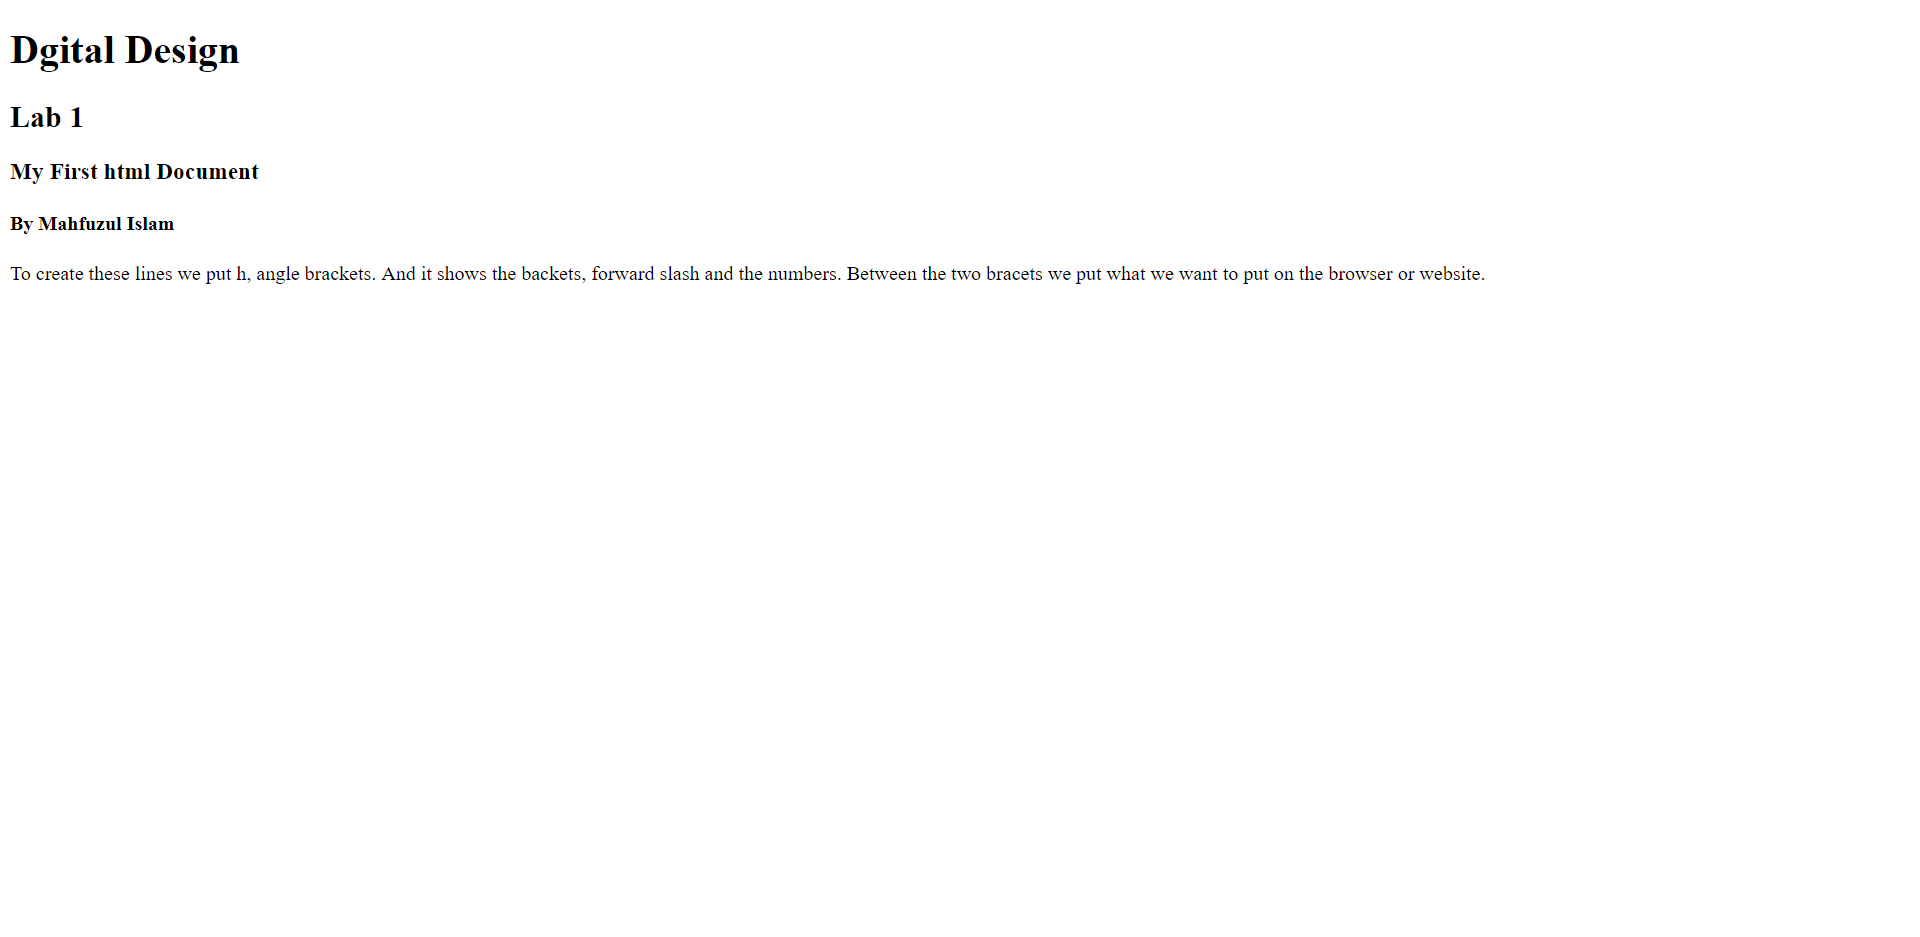 Dgital Design
Lab 1
My First html Document
By Mahfuzul Islam
To create these lines we put h, angle brackets. And it shows the backets, forward slash and the numbers. Between the two bracets we put what we want to put on the browser or website.